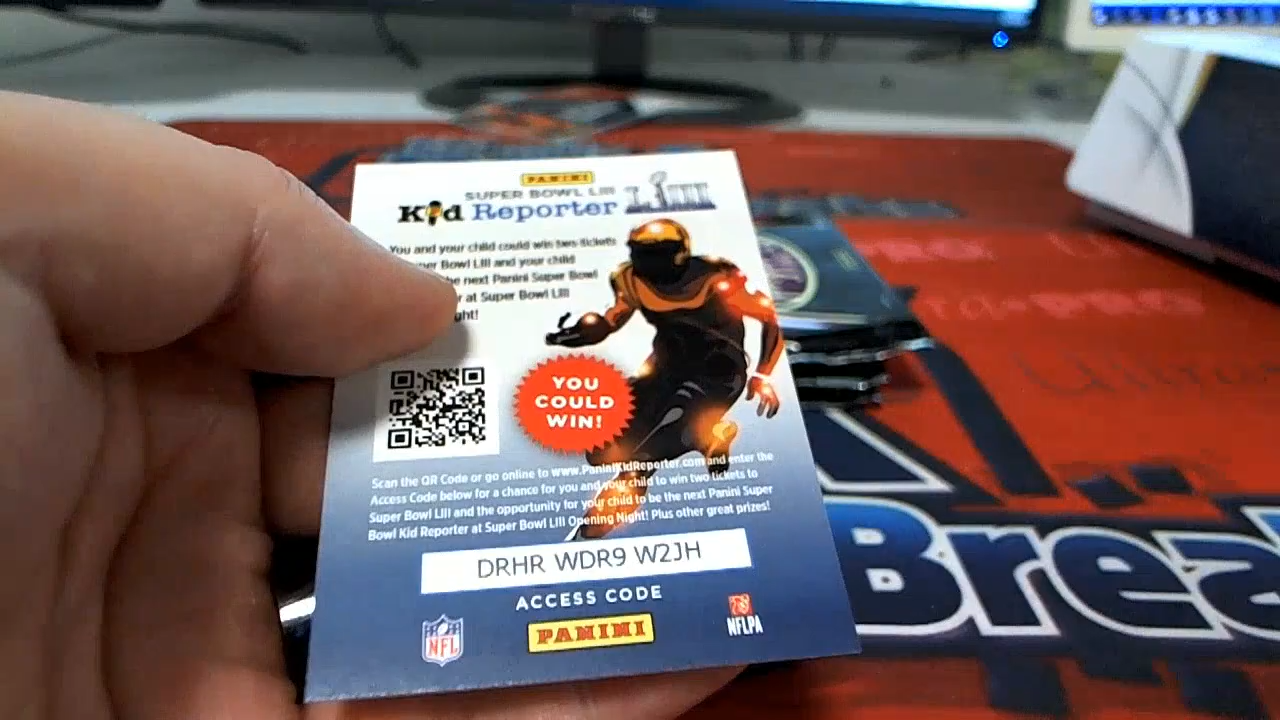 PANINI
SUPER BOWL LIII
Kid Reporter LIII
You and your child could win two tickets
Super Bowl LIII and your child
the next Panini Super Bowl
at Super Bowl LIII
YOU
COULD
WIN!
Scan the QR Code or go online to www.PaniniKidReporter.com and enter the
Access Code below for a chance for you and your child to win two tickets to
Super Bowl LIII and the opportunity for your child to be the next Panini Super
Bowl Kid Reporter at Super Bowl LIII Opening Night! Plus other great prizes!
DRHR WDR9 W2JH
ACCESS CODE
NFL
PANINI
NFLPA
Brea